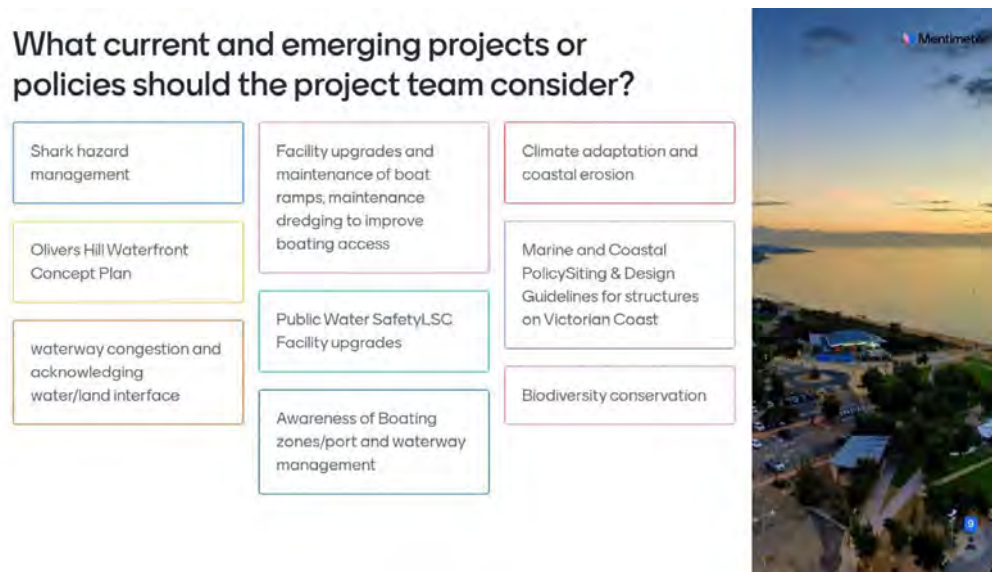 What current and emerging projects or
policies should the project team consider?
Mentimeter
Shark hazard
management
Olivers Hill Waterfront
Concept Plan
waterway congestion and
acknowledging
water/land interface
Facility upgrades and
maintenance of boat
ramps, maintenance
dredging to improve
boating access
Public Water SafetyLSC
Facility upgrades
Awareness of Boating
zones/port and waterway
management
Climate adaptation and
coastal erosion
Marine and Coastal
PolicySiting & Design
Guidelines for structures
on Victorian Coast
Biodiversity conservation
9